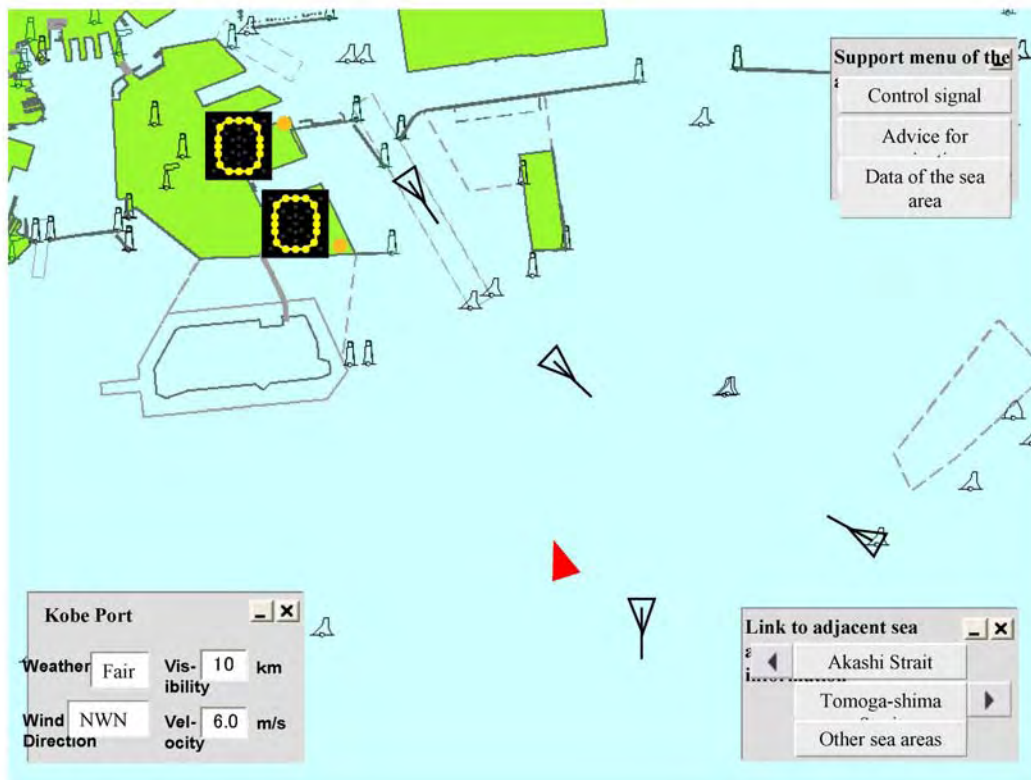 Support menu of the
a
Control signal
Advice for
Data of the sea
area
Kobe Port
Weather
Fair
Vis-
ibility
10
km
Wind
Direction
NWN
Vel-
ocity
6.0
m/s
Link to adjacent sea
a
information
Akashi Strait
Tomoga-shima
Other sea areas